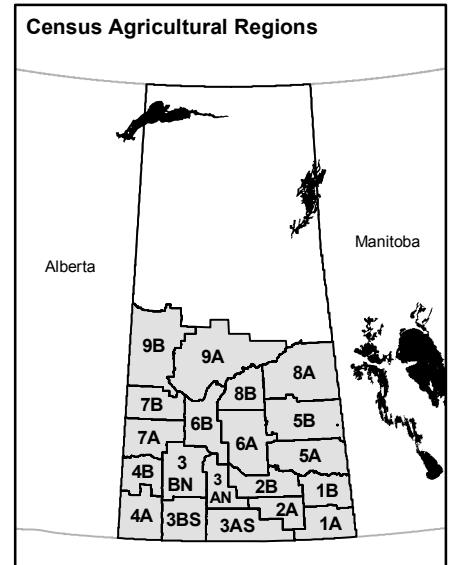 Census Agricultural Regions
Manitoba
Alberta
9B
9A
8A
7B
8B
6B
5B
7A
6A
5A
4B
3
BN
3
AN
2B
1B
4A
3BS
3AS
2A
1A